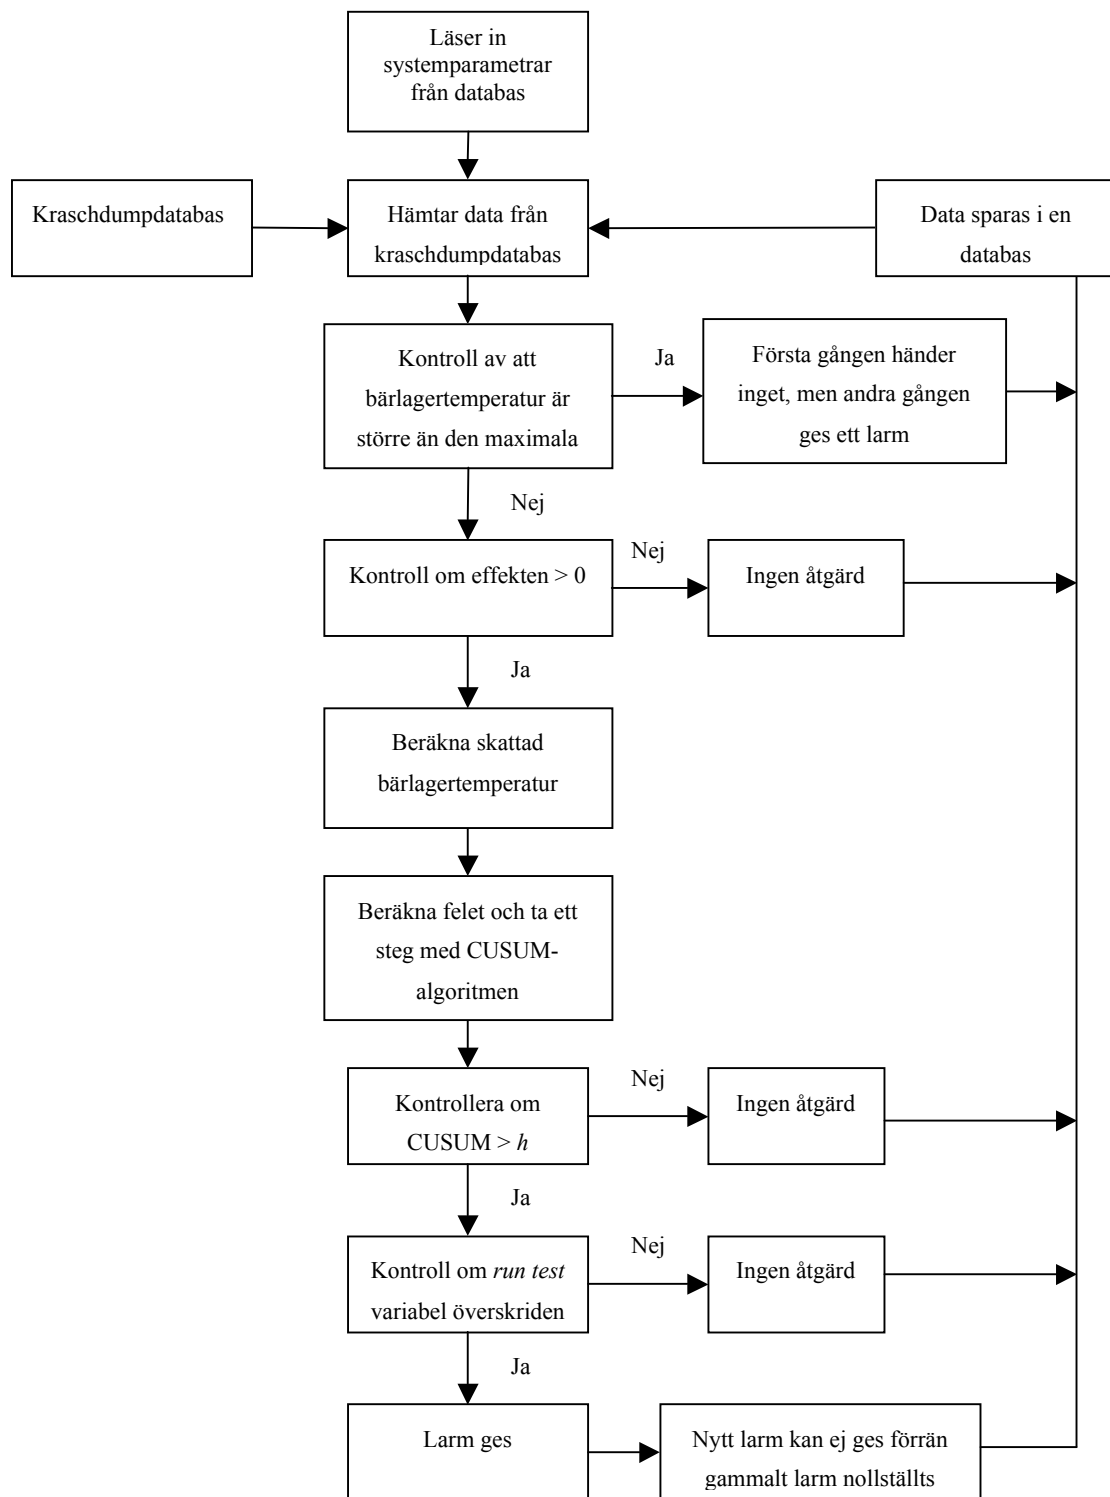 Läser in
systemparametrar
från databas
Kraschdumpdatabas
Hämtar data från
kraschdumpdatabas
Data sparas i en
databas
Kontroll av att
bärlagertemperatur är
större än den maximala
Ja
Första gången händer
inget, men andra gången
ges ett larm
Nej
Kontroll om effekten > 0
Nej
Ingen åtgärd
Ja
Beräkna skattad
bärlagertemperatur
Beräkna felet och ta ett
steg med CUSUM-
algoritmen
Kontrollera om
CUSUM > h
Nej
Ingen åtgärd
Ja
Kontroll om run test
variabel överskriden
Nej
Ingen åtgärd
Ja
Larm ges
Nytt larm kan ej ges förrän
gammalt larm nollställts